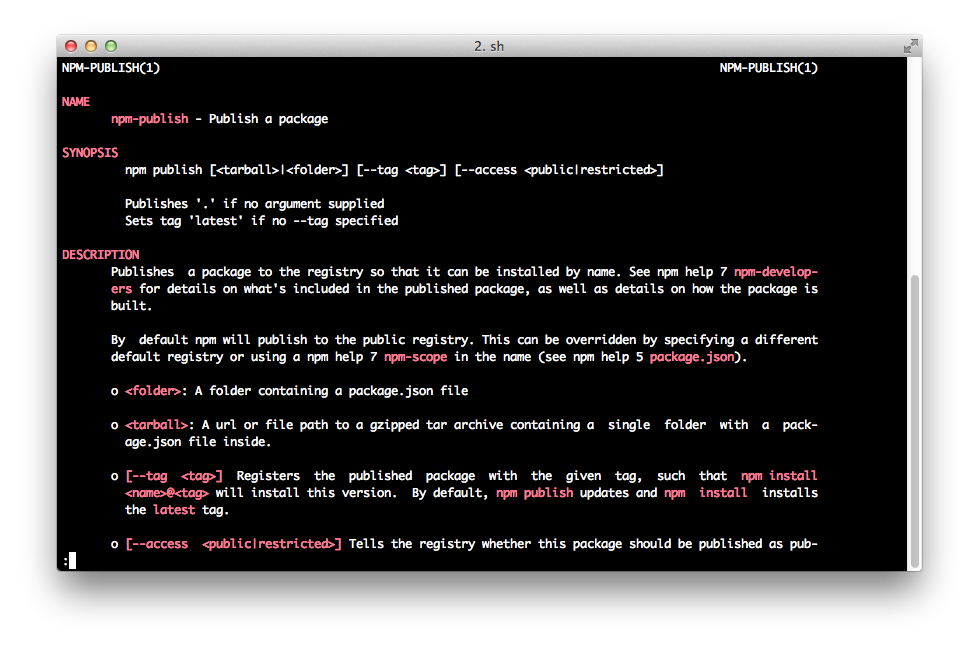 2. sh
NPM-PUBLISH(1) NPM-PUBLISH(1)
NAME
npm-publish - Publish a package
SYNOPSIS
npm publish [<tarball>|<folder>] [--tag <tag>] [--access <public|restricted>]
Publishes '.' if no argument supplied
Sets tag 'latest' if no --tag specified
DESCRIPTION
Publishes  a package to the registry so that it can be installed by name. See npm help 7 npm-develop-
ers for details on what's included in the published package, as well as details on how the package is
built.
By  default npm will publish to the public registry. This can be overridden by specifying a different
default registry or using a npm help 7 npm-scope in the name (see npm help 5 package.json).
o <folder>: A folder containing a package.json file
o <tarball>: A url or file path to a gzipped tar archive containing a  single  folder  with  a  pack-
age.json file inside.
o [--tag  <tag>]  Registers  the  published  package  with  the  given  tag,  such  that  npm install
<name>@<tag> will install this version.  By default, npm publish updates and npm  install  installs
the latest tag.
o [--access  <public|restricted>] Tells the registry whether this package should be published as pub-
: